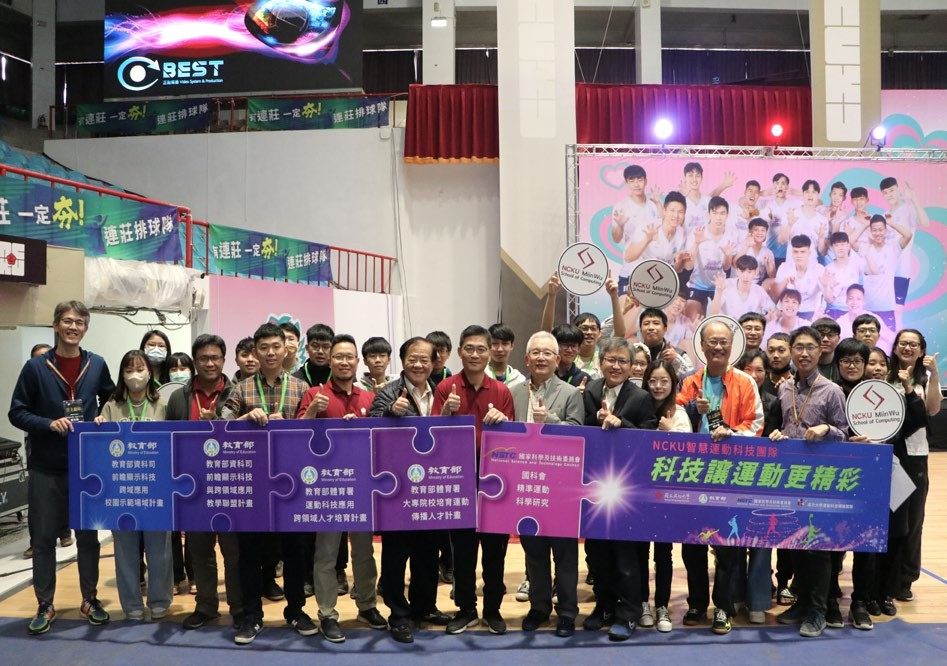 BEST
Video System & Production
連莊 一定夯! 連莊排球隊
莊 一定夯!
連莊排球隊
連莊 一定夯! 連莊排球隊
NCKU MiinWu
School of Computing
NCKU MiinWu
School of Computing
NCKU MiinWu
School of Computing
教育部
Ministry of Education
教育部資科司
前瞻顯示科技
跨域應用
校園示範場域計畫
教育部
Ministry of Education
教育部資科司
前瞻顯示科技
與跨領域應用
教學聯盟計畫
教育部
Ministry of Education
教育部體育署
運動科技應用
跨領域人才培育計畫
教育部
Ministry of Education
教育部體育署
大專院校培育運動
傳播人才計畫
NSTC 國家科學及技術委員會
National Science and Technology Council
國科會
精準運動
科學研究
NCKU智慧運動科技團隊
科技讓運動更精彩
教育部